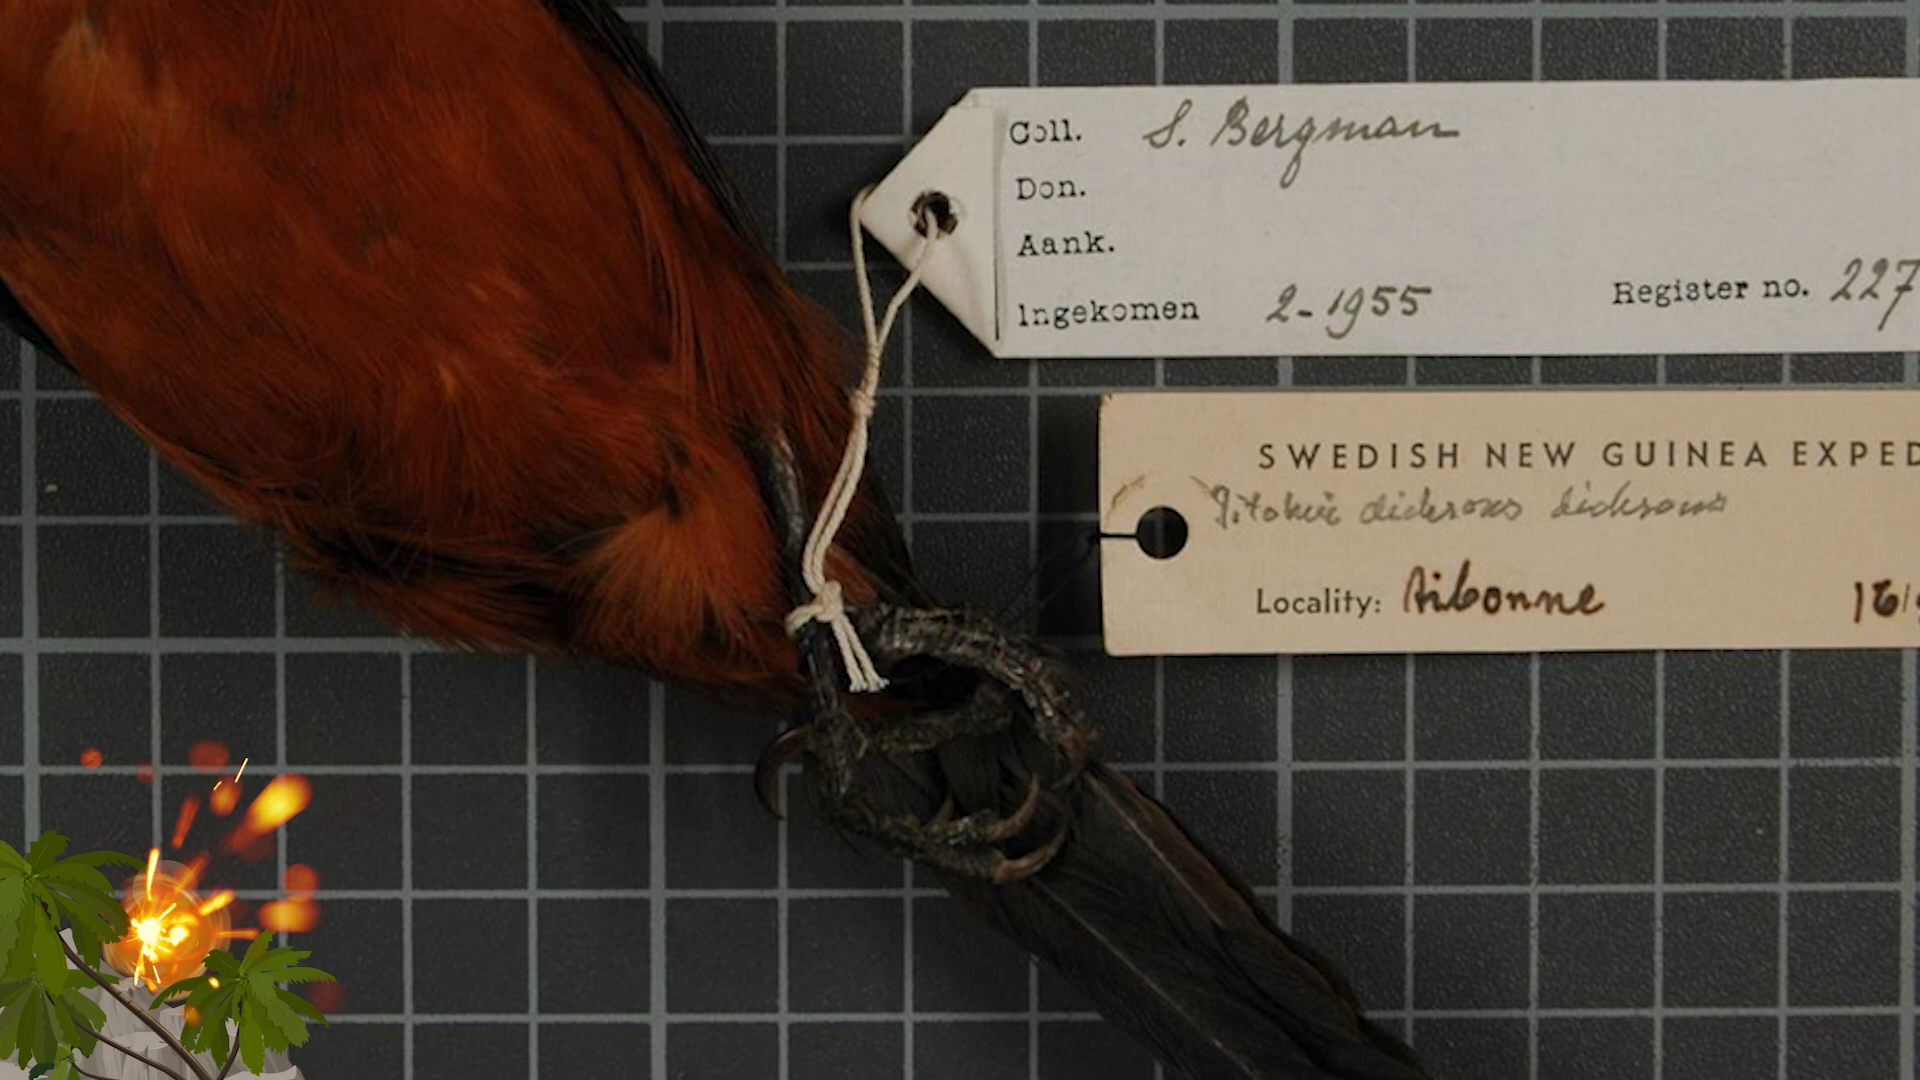 Coll. S. Bergman
Don.
Aank.
Ingekomen 2-1955 Register no. 227
SWEDISH NEW GUINEA EXPED
Pitohui dichrous dichrous
Locality: Aibonne